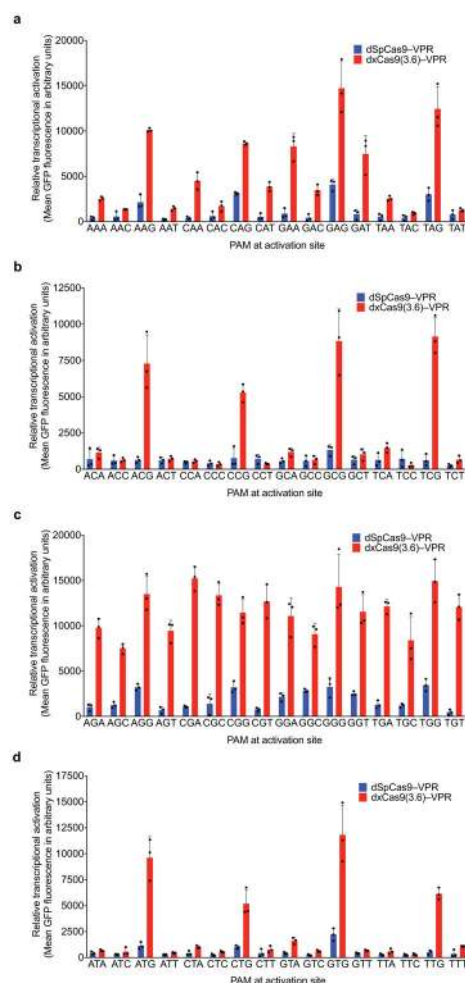 a
Relative transcriptional activation
(Mean GFP fluorescence in arbitrary units)
20000
15000
10000
5000
0
dSpCas9–VPR
dxCas9(3.6)–VPR
AAA AAC AAG AAT CAA CAC CAG CAT GAA GAC GAG GAT TAA TAC TAG TAT
PAM at activation site
b
Relative transcriptional activation
(Mean GFP fluorescence in arbitrary units)
12500
10000
7500
5000
2500
0
dSpCas9–VPR
dxCas9(3.6)–VPR
ACA ACC ACG ACT CCA CCC CCG CCT GCA GCC GCG GCT TCA TCC TCG TCT
PAM at activation site
c
Relative transcriptional activation
(Mean GFP fluorescence in arbitrary units)
20000
15000
10000
5000
0
dSpCas9–VPR
dxCas9(3.6)–VPR
AGA AGC AGG AGT CGA CGC CGG CGT GGA GGC GGG GGT TGA TGC TGG TGT
PAM at activation site
d
Relative transcriptional activation
(Mean GFP fluorescence in arbitrary units)
17500
15000
12500
10000
7500
5000
2500
0
dSpCas9–VPR
dxCas9(3.6)–VPR
ATA ATC ATG ATT CTA CTC CTG CTT GTA GTC GTG GTT TTA TTC TTG TTT
PAM at activation site